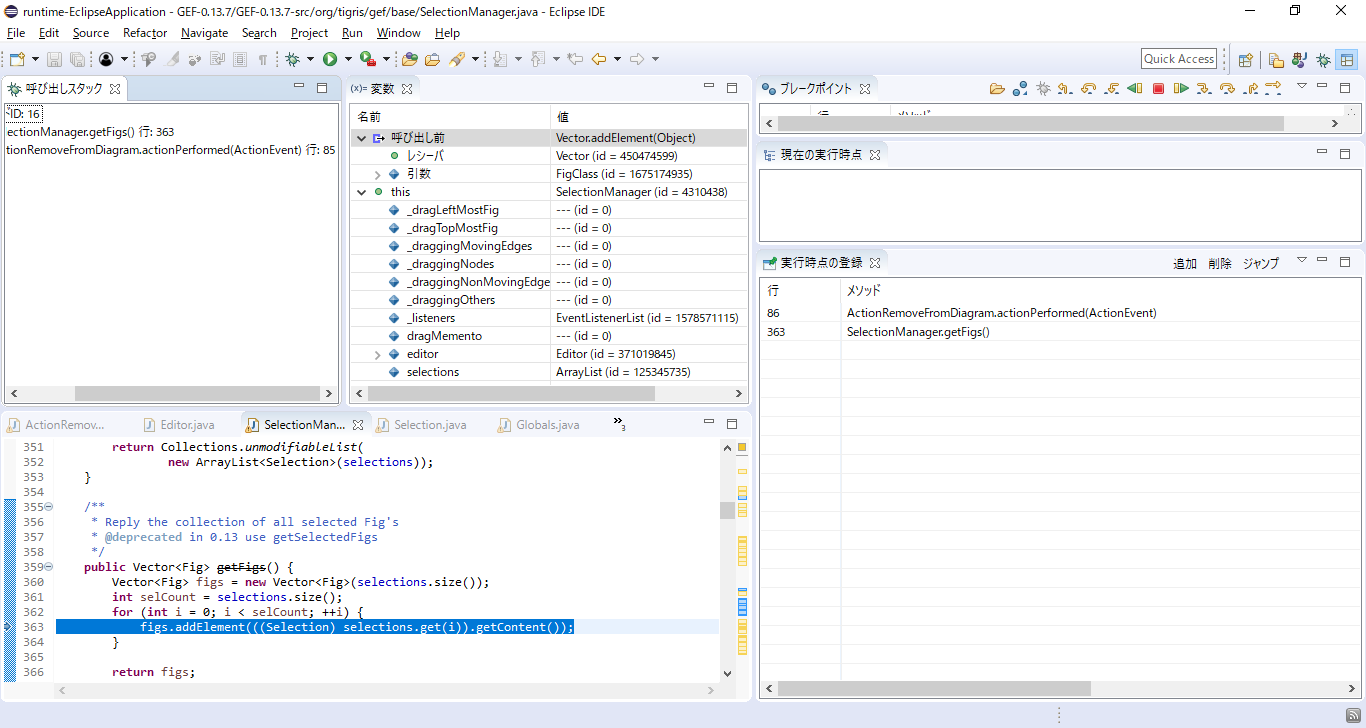 runtime-EclipseApplication - GEF-0.13.7/GEF-0.13.7-src/org/tigris/gef/base/SelectionManager.java - Eclipse IDE
File Edit Source Refactor Navigate Search Project Run Window Help
Quick Access
呼び出しスタック
ID: 16
ectionManager.getFigs() 行: 363
tionRemoveFromDiagram.actionPerformed(ActionEvent) 行: 85
(x)= 変数
名前 値
呼び出し前 Vector.addElement(Object)
レシーバ Vector (id = 450474599)
引数 FigClass (id = 1675174935)
this SelectionManager (id = 4310438)
_dragLeftMostFig --- (id = 0)
_dragTopMostFig --- (id = 0)
_draggingMovingEdges --- (id = 0)
_draggingNodes --- (id = 0)
_draggingNonMovingEdge --- (id = 0)
_draggingOthers --- (id = 0)
_listeners EventListenerList (id = 1578571115)
dragMemento --- (id = 0)
editor Editor (id = 371019845)
selections ArrayList (id = 125345735)
ブレークポイント
行 メソッド
現在の実行時点
実行時点の登録
追加 削除 ジャンプ
行 メソッド
86 ActionRemoveFromDiagram.actionPerformed(ActionEvent)
363 SelectionManager.getFigs()
ActionRemov... Editor.java SelectionMan... Selection.java Globals.java »3
351 return Collections.unmodifiableList(
352 new ArrayList<Selection>(selections));
353 }
354
355 /**
356 * Reply the collection of all selected Fig's
357 * @deprecated in 0.13 use getSelectedFigs
358 */
359 public Vector<Fig> getFigs() {
360 Vector<Fig> figs = new Vector<Fig>(selections.size());
361 int selCount = selections.size();
362 for (int i = 0; i < selCount; ++i) {
363 figs.addElement(((Selection) selections.get(i)).getContent());
364 }
365
366 return figs;